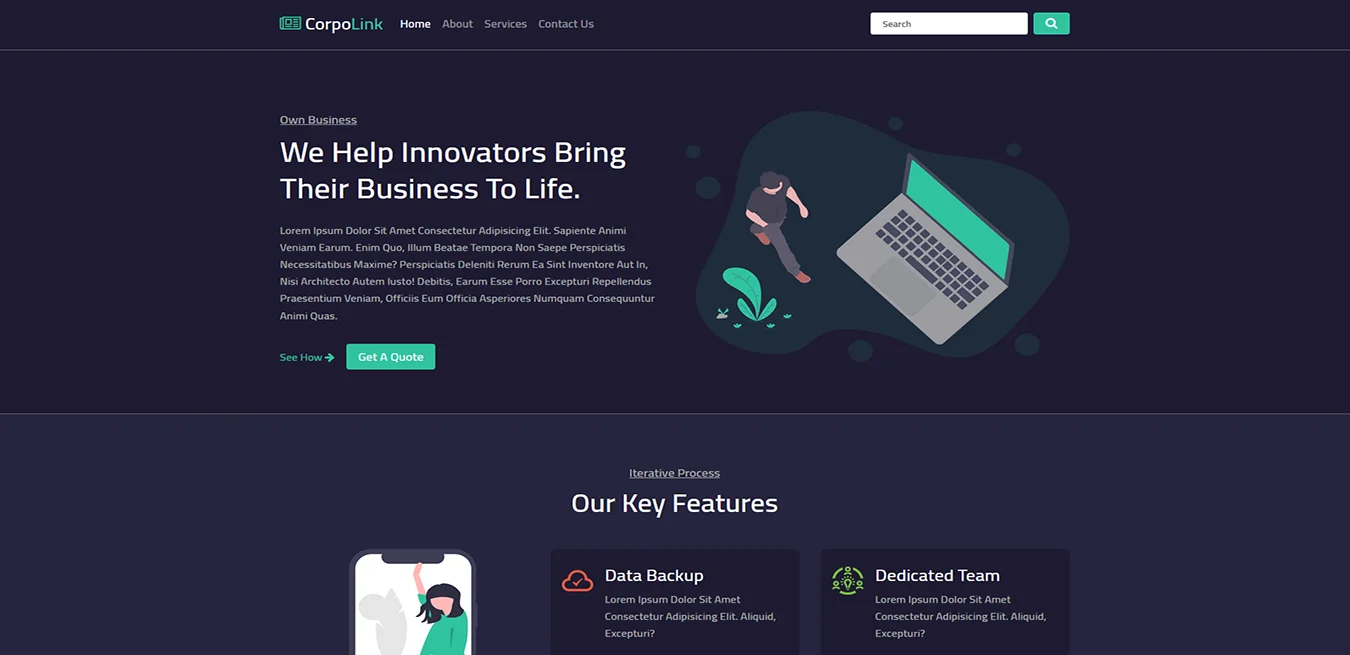 CorpoLink Home About Services Contact Us Search
Own Business
We Help Innovators Bring
Their Business To Life.
Lorem Ipsum Dolor Sit Amet Consectetur Adipisicing Elit. Sapiente Animi
Veniam Earum. Enim Quo, Illum Beatae Tempora Non Saepe Perspiciatis
Necessitatibus Maxime? Perspiciatis Deleniti Rerum Ea Sint Inventore Aut In,
Nisi Architecto Autem Iusto! Debitis, Earum Esse Porro Excepturi Repellendus
Praesentium Veniam, Officiis Eum Officia Asperiores Numquam Consequuntur
Animi Quas.
See How Get A Quote
Iterative Process
Our Key Features
Data Backup
Lorem Ipsum Dolor Sit Amet
Consectetur Adipisicing Elit. Aliquid,
Excepturi?
Dedicated Team
Lorem Ipsum Dolor Sit Amet
Consectetur Adipisicing Elit. Aliquid,
Excepturi?